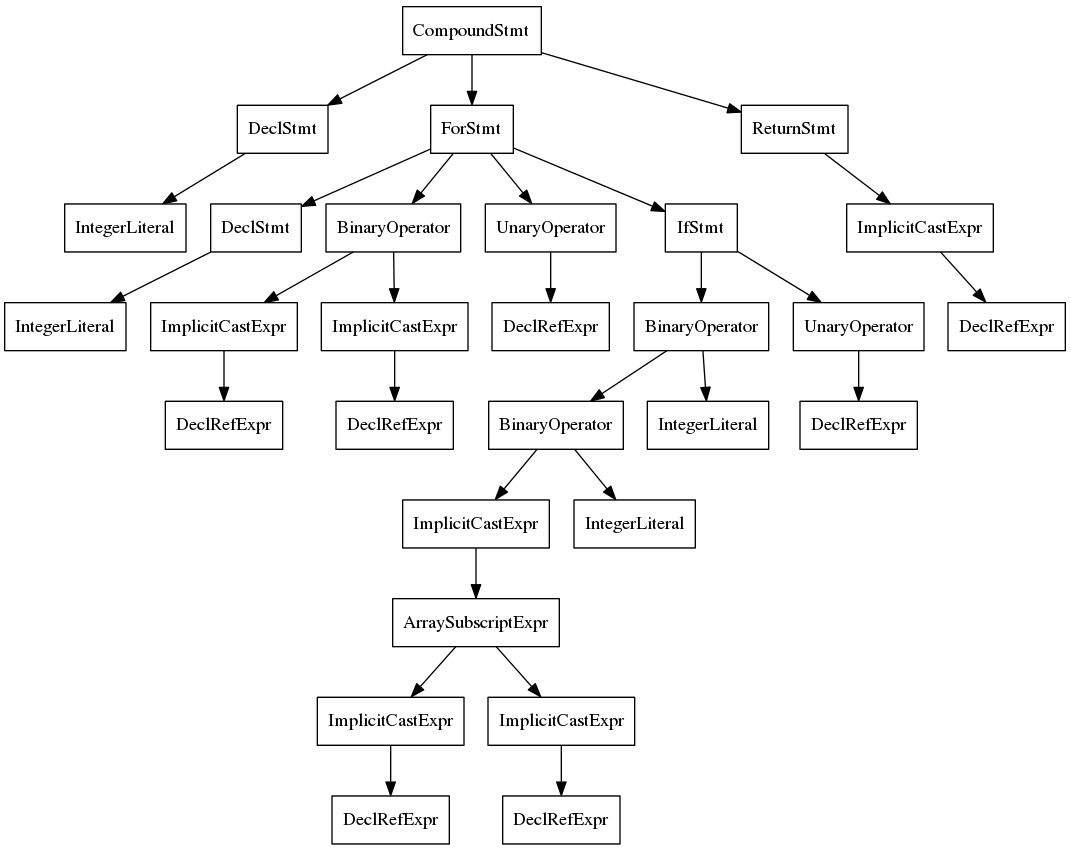 CompoundStmt
DeclStmt
ForStmt
ReturnStmt
IntegerLiteral
DeclStmt
BinaryOperator
UnaryOperator
IfStmt
ImplicitCastExpr
IntegerLiteral
ImplicitCastExpr
ImplicitCastExpr
DeclRefExpr
BinaryOperator
UnaryOperator
DeclRefExpr
DeclRefExpr
DeclRefExpr
BinaryOperator
IntegerLiteral
DeclRefExpr
ImplicitCastExpr
IntegerLiteral
ArraySubscriptExpr
ImplicitCastExpr
ImplicitCastExpr
DeclRefExpr
DeclRefExpr